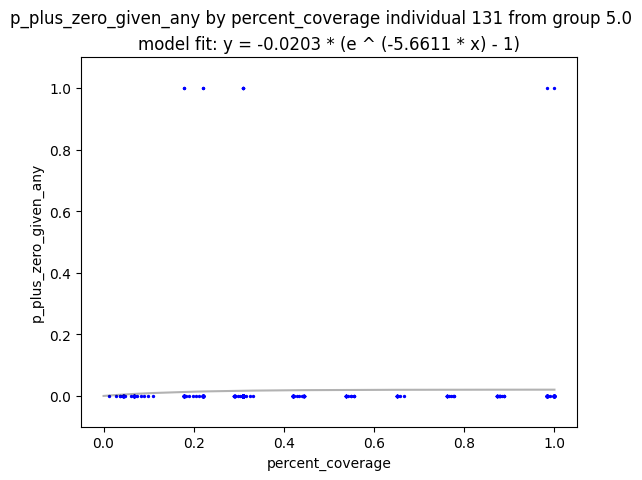 p_plus_zero_given_any by percent_coverage individual 131 from group 5.0
model fit: y = -0.0203 * (e ^ (-5.6611 * x) - 1)
1.0
0.8
0.6
0.4
0.2
0.0
p_plus_zero_given_any
0.0 0.2 0.4 0.6 0.8 1.0
percent_coverage